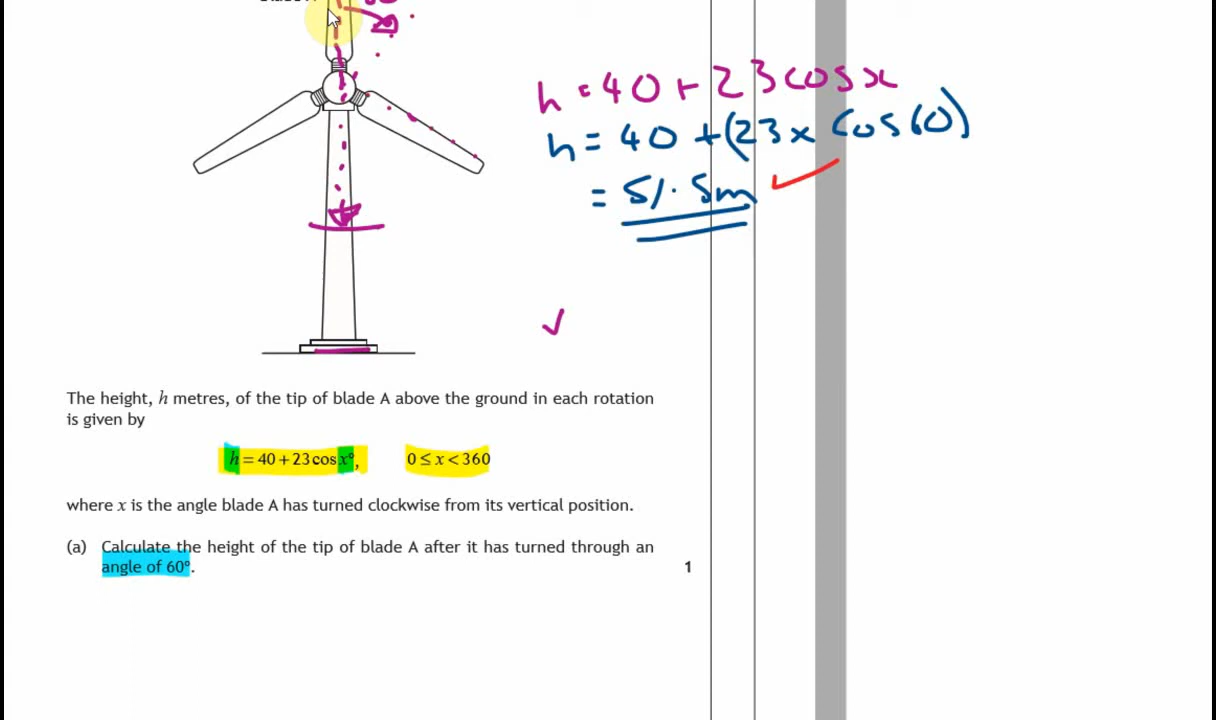 h = 40 + 23 cos x
h = 40 + (23 x cos 60)
= 51.5m
The height, h metres, of the tip of blade A above the ground in each rotation
is given by
h = 40 + 23 cos x°, 0 ≤ x < 360
where x is the angle blade A has turned clockwise from its vertical position.
(a) Calculate the height of the tip of blade A after it has turned through an
angle of 60°. 1